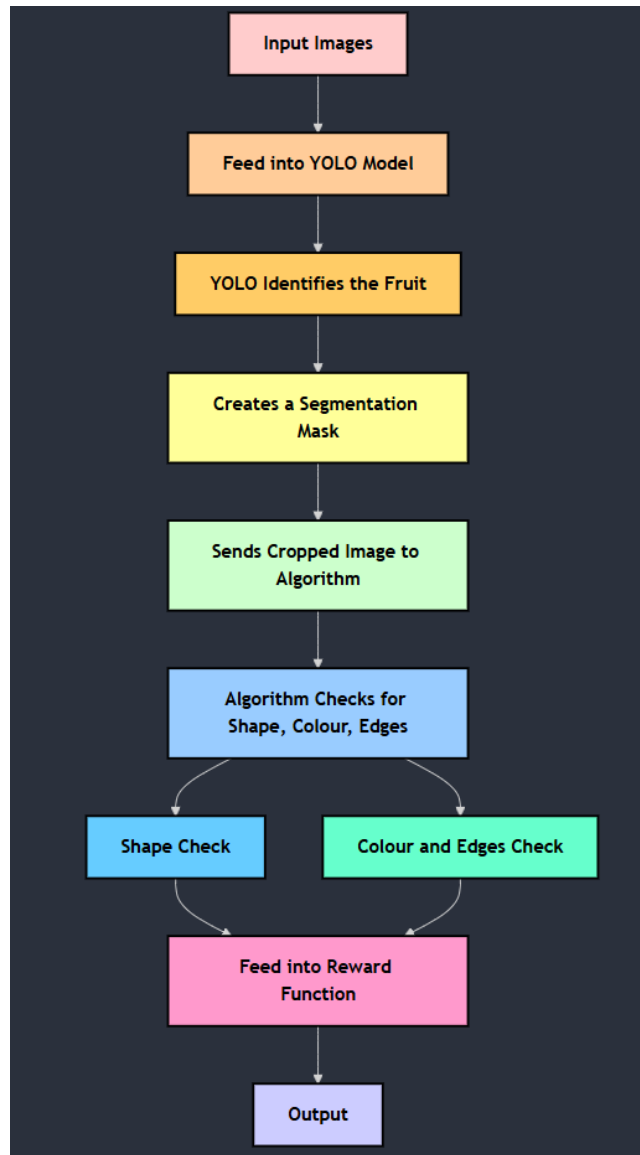 Input Images
Feed into YOLO Model
YOLO Identifies the Fruit
Creates a Segmentation
Mask
Sends Cropped Image to
Algorithm
Algorithm Checks for
Shape, Colour, Edges
Shape Check
Colour and Edges Check
Feed into Reward
Function
Output